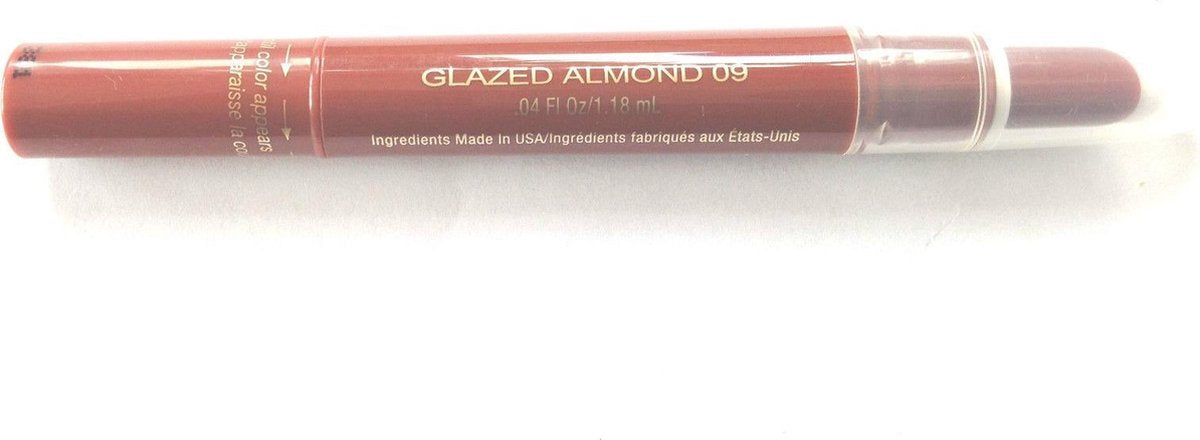 GLAZED ALMOND 09
.04 Fl Oz/1.18 mL
Ingredients Made In USA/Ingrédients fabriqués aux États-Unis
color appears
apparaisse la